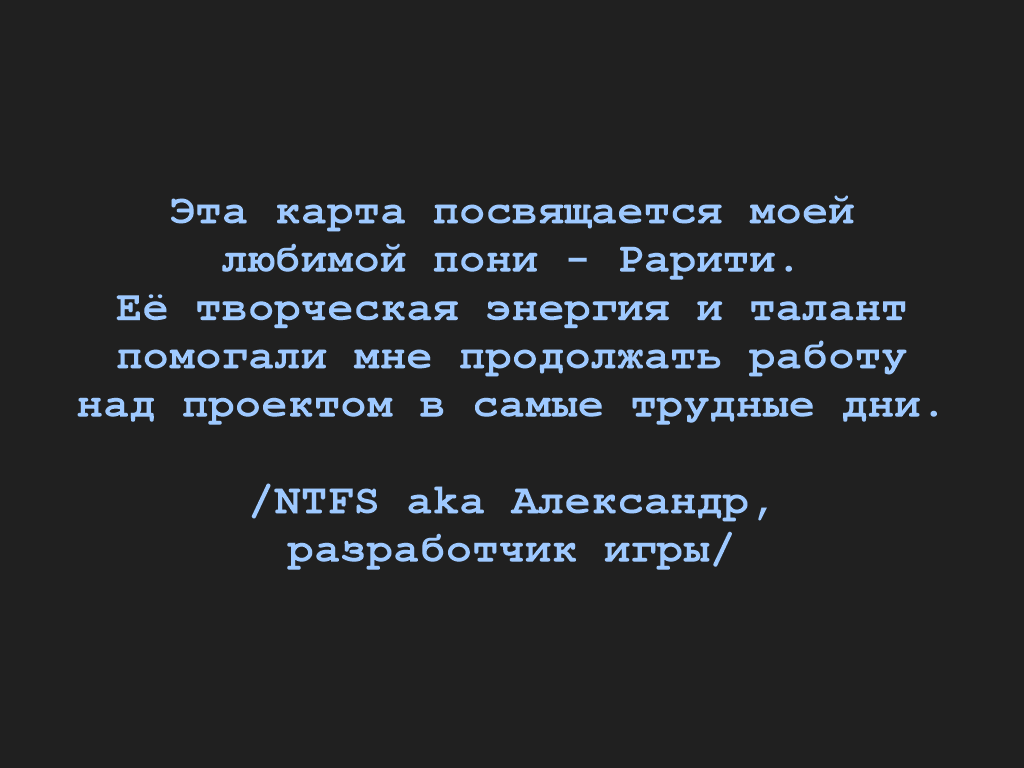 Эта карта посвящается моей
любимой пони - Рарити.
Её творческая энергия и талант
помогали мне продолжать работу
над проектом в самые трудные дни.
/NTFS aka Александр,
разработчик игры/